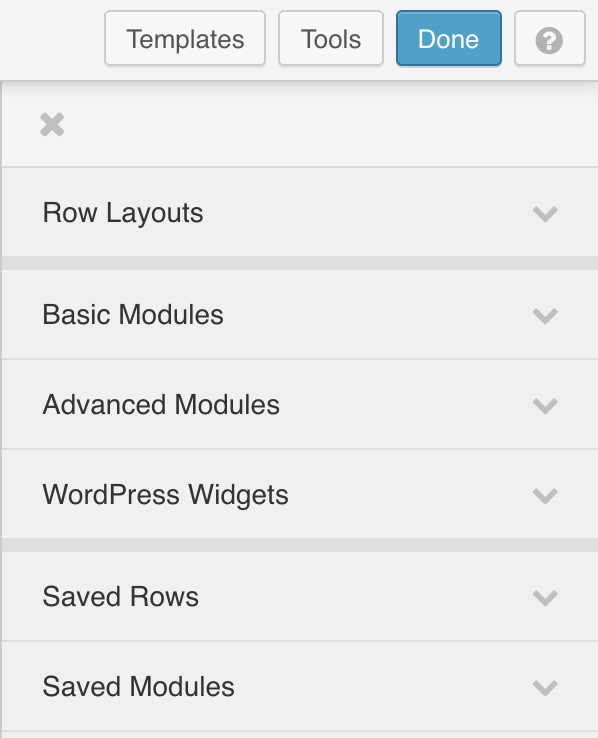 Templates Tools Done ?
Row Layouts
Basic Modules
Advanced Modules
WordPress Widgets
Saved Rows
Saved Modules